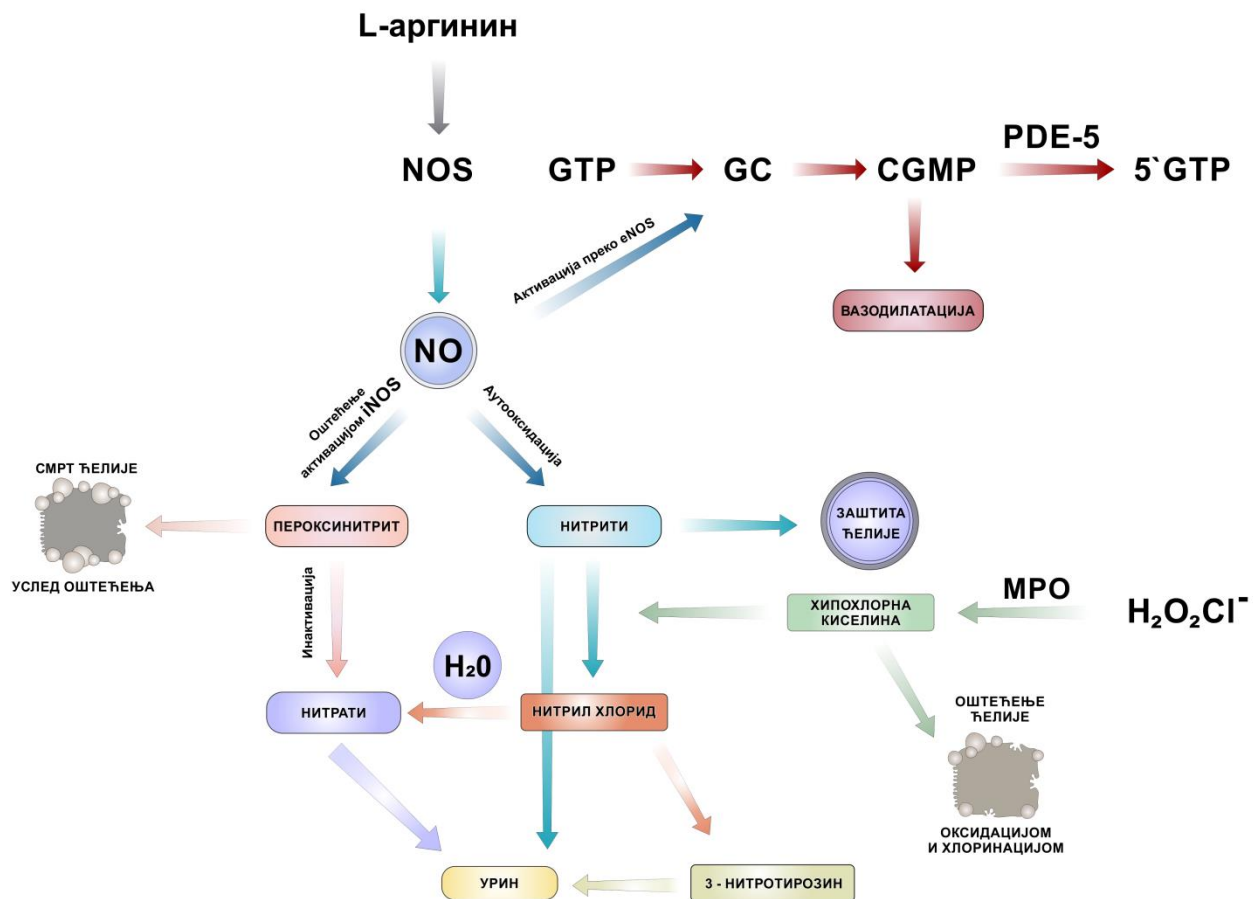 L-аргинин
NOS
GTP
GC
CGMP
PDE-5
5`GTP
Активација преко eNOS
ВАЗОДИЛАТАЦИЈА
NO
Оштећење
активацијом iNOS
Аутооксидација
СМРТ ЋЕЛИЈЕ
УСЛЕД ОШТЕЋЕЊА
ПЕРОКСИНИТРИТ
НИТРИТИ
ЗАШТИТА
ЋЕЛИЈЕ
Инактивација
ХИПОХЛОРНА
КИСЕЛИНА
MPO
H₂O₂Cl⁻
H₂0
НИТРАТИ
НИТРИЛ ХЛОРИД
ОШТЕЋЕЊЕ
ЋЕЛИЈЕ
ОКСИДАЦИЈОМ
И ХЛОРИНАЦИЈОМ
УРИН
3 - НИТРОТИРОЗИН